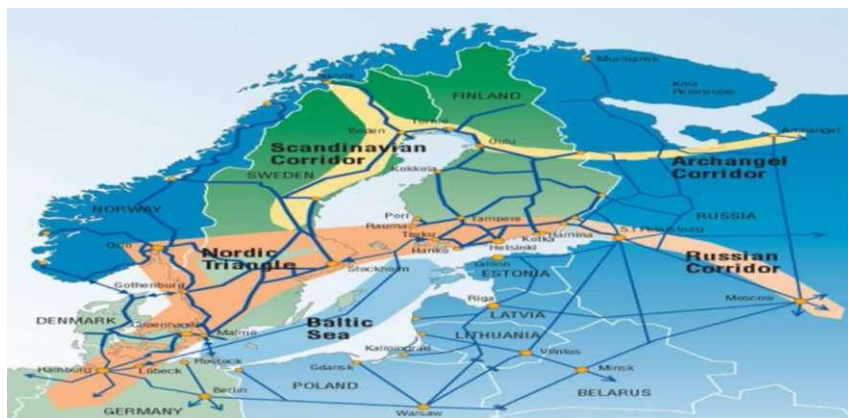 Narvik
Murmansk
Kola
Peninsula
FINLAND
Boden
Tornio
Oulu
Archangel
Scandinavian
Corridor
Archangel
Corridor
SWEDEN
Kokkola
NORWAY
RUSSIA
Pori
Rauma
Tampere
Turku
Hamina
Kotka
S.t Petersburg
Oslo
Nordic
Triangle
Hanko
Helsinki
Russian
Corridor
Stockholm
Tallinn
ESTONIA
Gothenburg
Moscow
Riga
LATVIA
DENMARK
Copenhagen
Malmö
Baltic
Sea
LITHUANIA
Kaliningrad
Vilnius
Hamburg
Lübeck
Rostock
Gdansk
Minsk
Berlin
POLAND
BELARUS
GERMANY
Warsaw